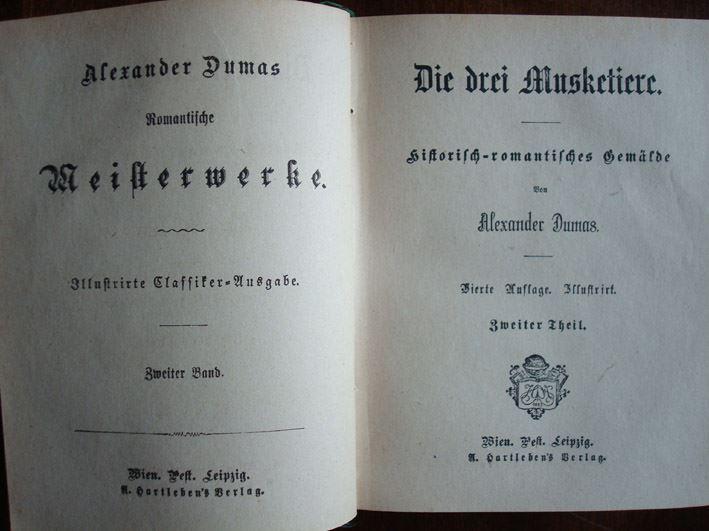 Alexander Dumas
Romantische
Meisterwerke.
Illustrirte Classiker-Ausgabe.
Zweiter Band.
Wien. Pest. Leipzig.
A. Hartleben's Verlag.
Die drei Musketiere.
Historisch-romantisches Gemälde
Von
Alexander Dumas.
Vierte Auflage. Illustrirt.
Zweiter Theil.
Wien. Pest. Leipzig.
A. Hartleben's Verlag.